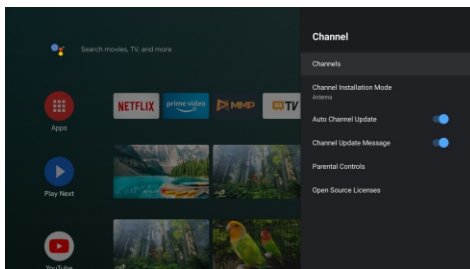 Search movies, TV, and more
Apps
NETFLIX
prime video
MMP
TV
Play Next
YouTube
Channel
Channels
Channel Installation Mode
Antenna
Auto Channel Update
Channel Update Message
Parental Controls
Open Source Licenses